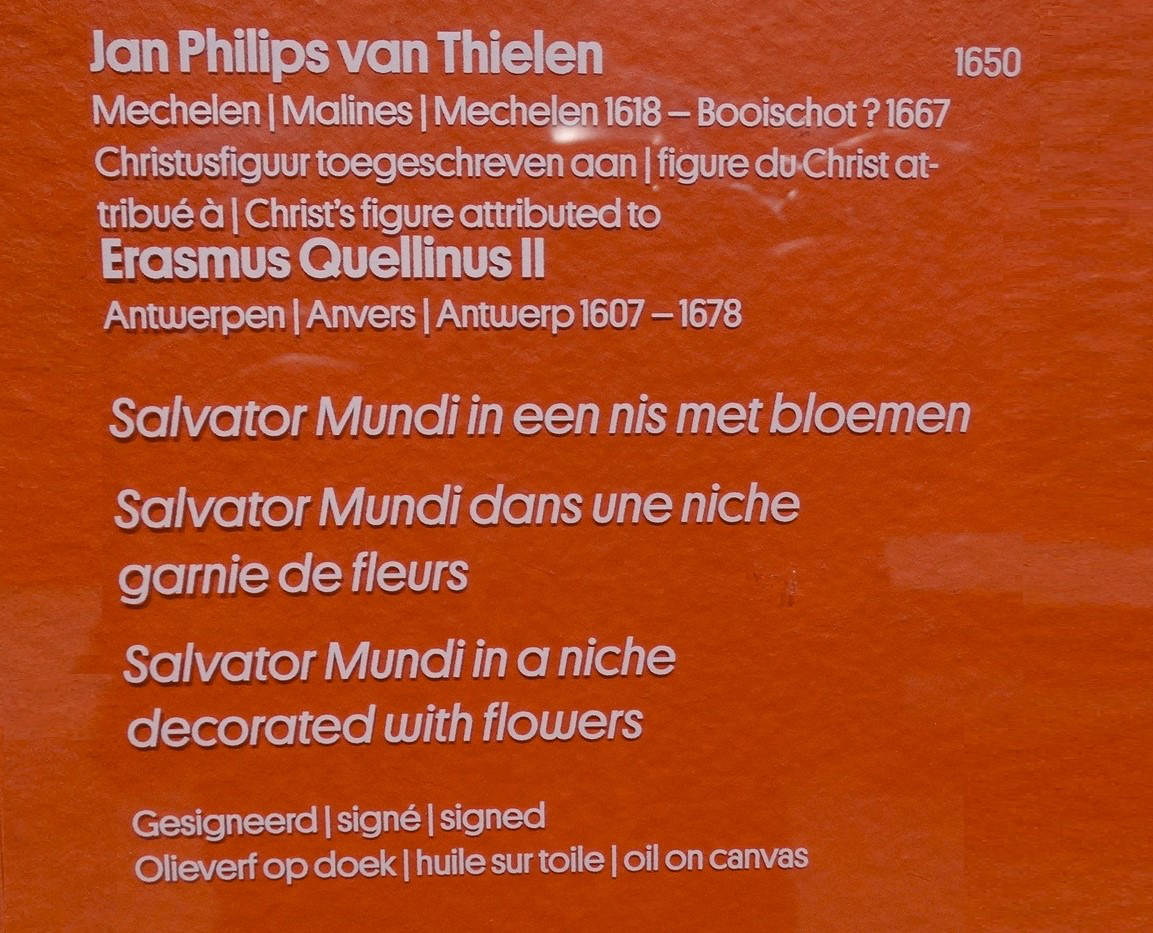 Jan Philips van Thielen 1650
Mechelen | Malines | Mechelen 1618 – Booischot ? 1667
Christusfiguur toegeschreven aan | figure du Christ at-
tribué à | Christ's figure attributed to
Erasmus Quellinus II
Antwerpen | Anvers | Antwerp 1607 – 1678
Salvator Mundi in een nis met bloemen
Salvator Mundi dans une niche
garnie de fleurs
Salvator Mundi in a niche
decorated with flowers
Gesigneerd | signé | signed
Olieverf op doek | huile sur toile | oil on canvas